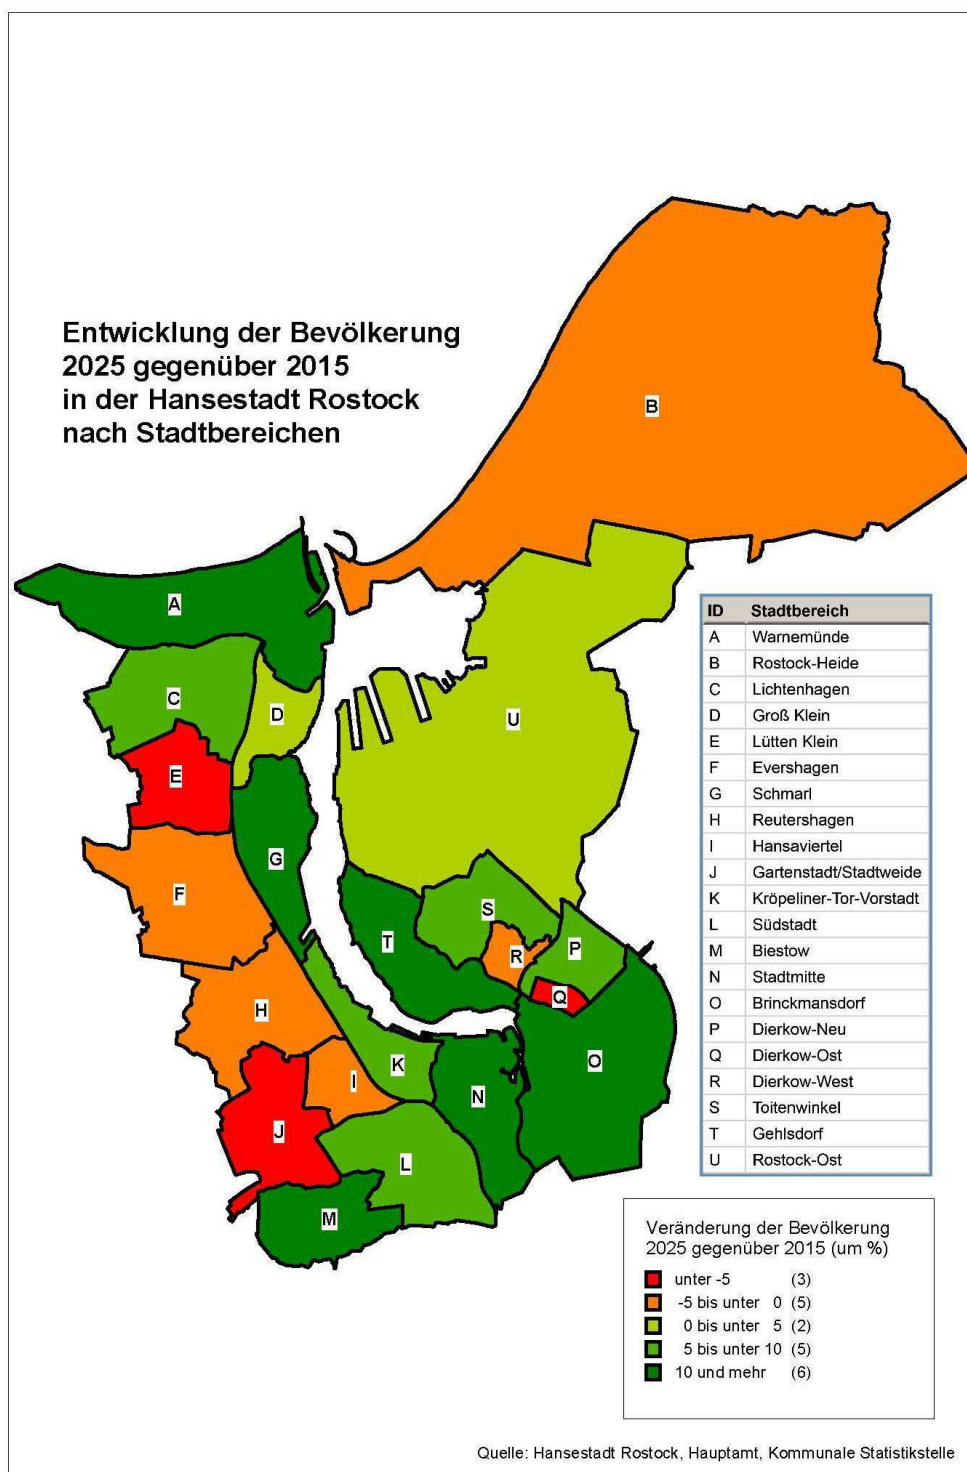 Entwicklung der Bevölkerung
2025 gegenüber 2015
in der Hansestadt Rostock
nach Stadtbereichen
B
A
C
D
U
E
G
F
S
T
R
P
Q
H
K
I
O
N
J
L
M
ID Stadtbereich
A Warnemünde
B Rostock-Heide
C Lichtenhagen
D Groß Klein
E Lütten Klein
F Evershagen
G Schmarl
H Reutershagen
I Hansaviertel
J Gartenstadt/Stadtweide
K Kröpeliner-Tor-Vorstadt
L Südstadt
M Biestow
N Stadtmitte
O Brinckmansdorf
P Dierkow-Neu
Q Dierkow-Ost
R Dierkow-West
S Toitenwinkel
T Gehlsdorf
U Rostock-Ost
Veränderung der Bevölkerung
2025 gegenüber 2015 (um %)
unter -5 (3)
-5 bis unter 0 (5)
0 bis unter 5 (2)
5 bis unter 10 (5)
10 und mehr (6)
Quelle: Hansestadt Rostock, Hauptamt, Kommunale Statistikstelle